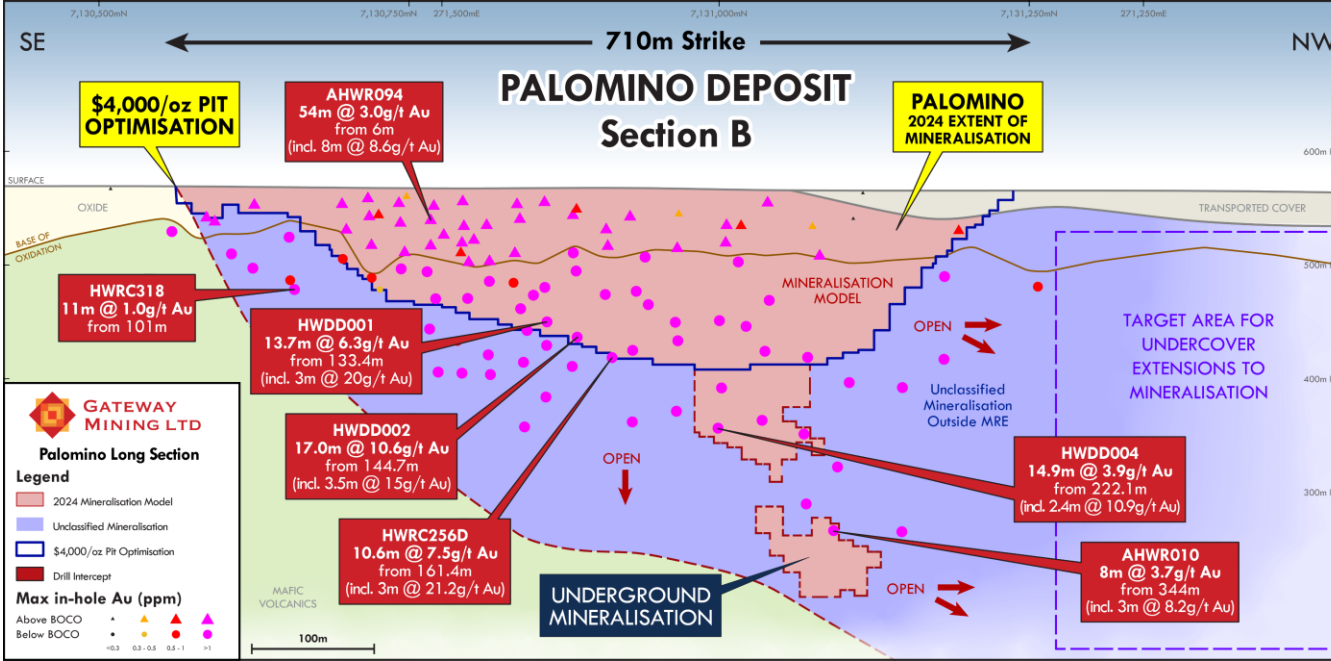 7,130,500mN
7,130,750mN
271,500mE
7,131,000mN
7,131,250mN
271,250mE
SE
710m Strike
NW
PALOMINO DEPOSIT
Section B
$4,000/oz PIT
OPTIMISATION
AHWR094
54m @ 3.0g/t Au
from 6m
(incl. 8m @ 8.6g/t Au)
PALOMINO
2024 EXTENT OF
MINERALISATION
600m
SURFACE
OXIDE
TRANSPORTED COVER
BASE OF
OXIDATION
500m
HWRC318
11m @ 1.0g/t Au
from 101m
MINERALISATION
MODEL
HWDD001
13.7m @ 6.3g/t Au
from 133.4m
(incl. 3m @ 20g/t Au)
OPEN
TARGET AREA FOR
UNDERCOVER
EXTENSIONS TO
MINERALISATION
400m
Unclassified
Mineralisation
Outside MRE
HWDD002
17.0m @ 10.6g/t Au
from 144.7m
(incl. 3.5m @ 15g/t Au)
OPEN
HWDD004
14.9m @ 3.9g/t Au
from 222.1m
(incl. 2.4m @ 10.9g/t Au)
300m
HWRC256D
10.6m @ 7.5g/t Au
from 161.4m
(incl. 3m @ 21.2g/t Au)
AHWR010
8m @ 3.7g/t Au
from 344m
(incl. 3m @ 8.2g/t Au)
UNDERGROUND
MINERALISATION
OPEN
MAFIC
VOLCANICS
100m
GATEWAY
MINING LTD
Palomino Long Section
Legend
2024 Mineralisation Model
Unclassified Mineralisation
$4,000/oz Pit Optimisation
Drill Intercept
Max in-hole Au (ppm)
Above BOCO
Below BOCO
<0.3 0.3 - 0.5 0.5 - 1 >1